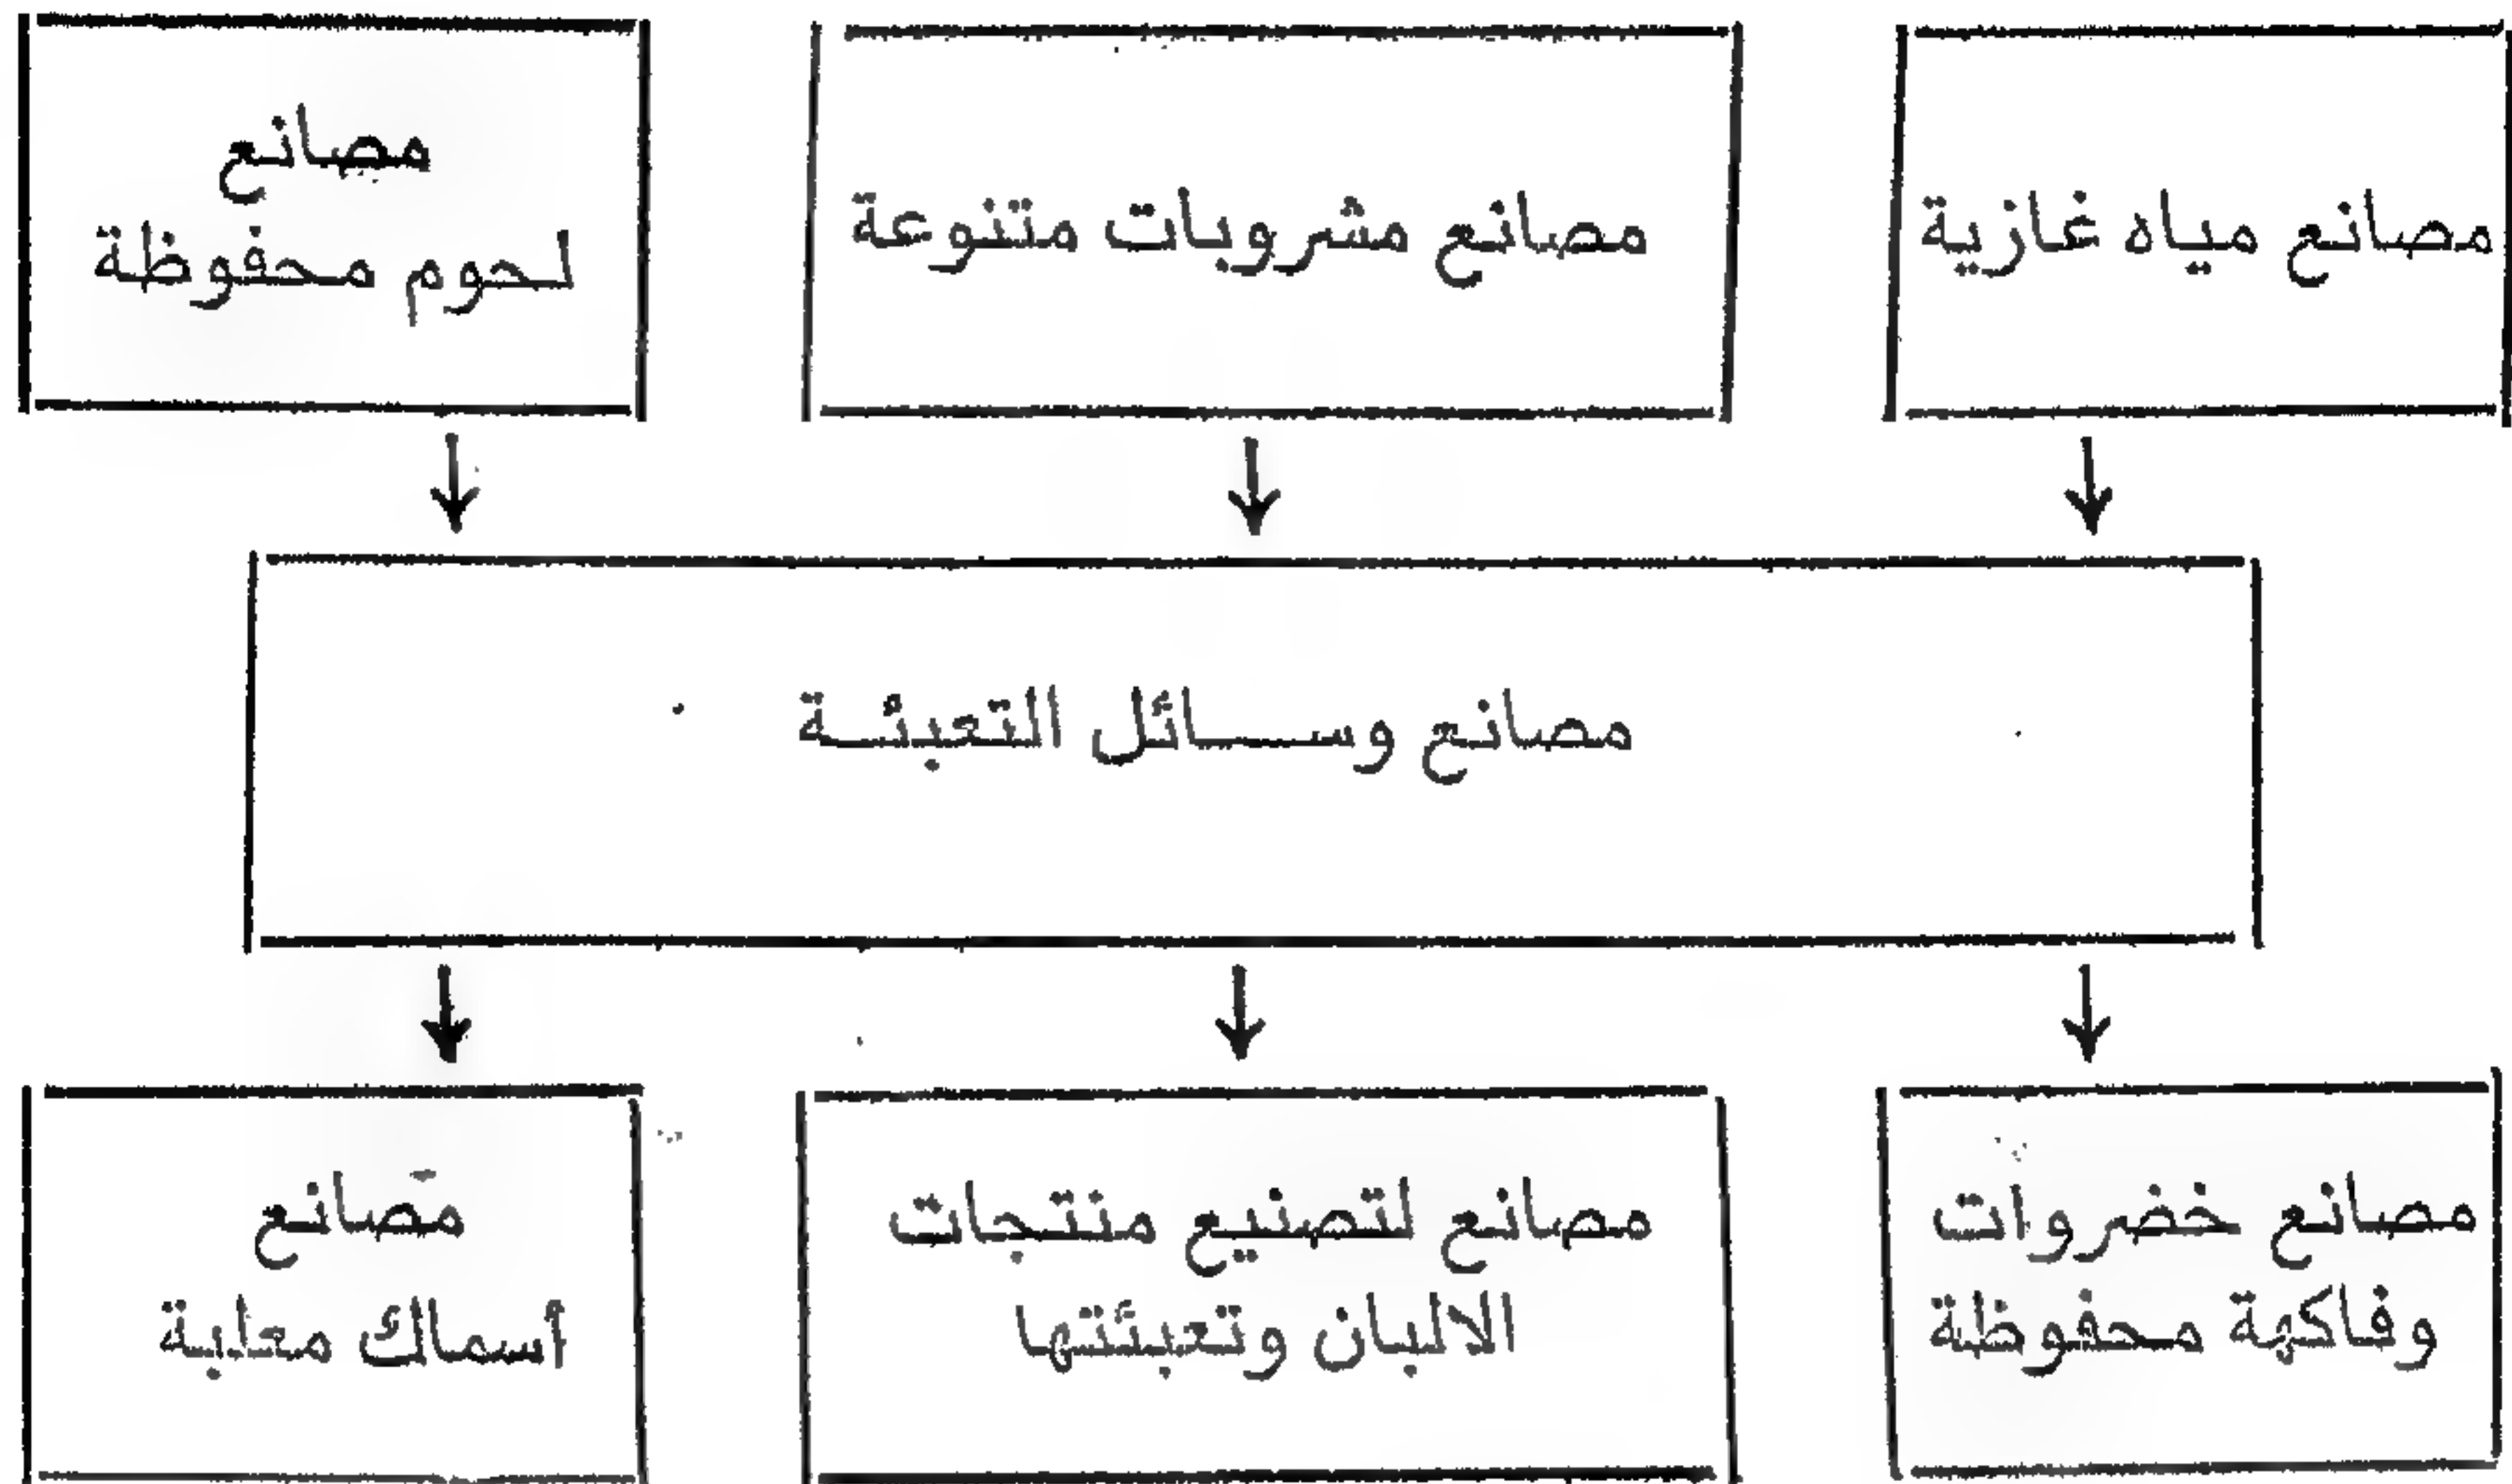 مصانع مياه غازية
مصانع مشروبات متنوعة
مصانع
لحوم محفوظة
مصانع وسائل التعبئة
مصانع خضروات
وفاكهة محفوظة
مصانع لتصنيع منتجات
الالبان وتعبئتها
مصانع
أسماك معلبة